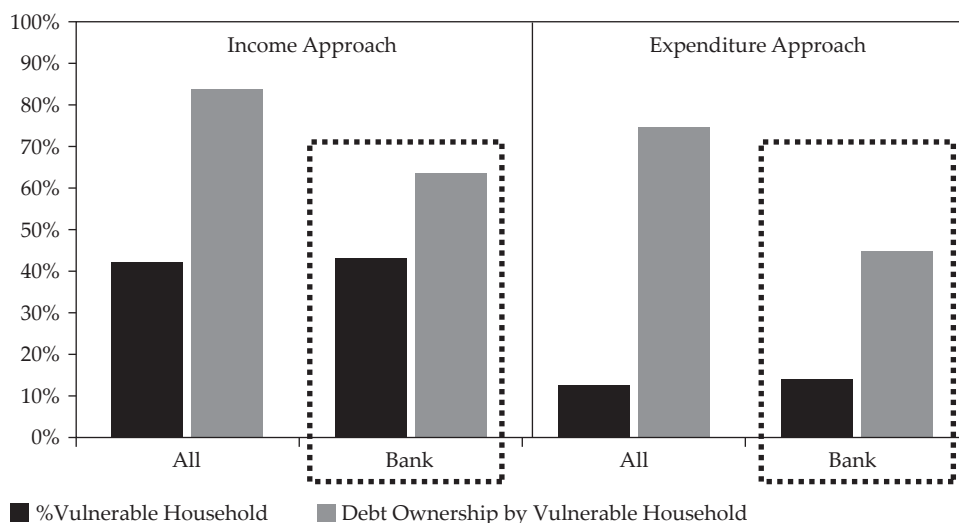 100%
90%
80%
70%
60%
50%
40%
30%
20%
10%
0%
Income Approach
Expenditure Approach
All
Bank
All
Bank
%Vulnerable Household
Debt Ownership by Vulnerable Household